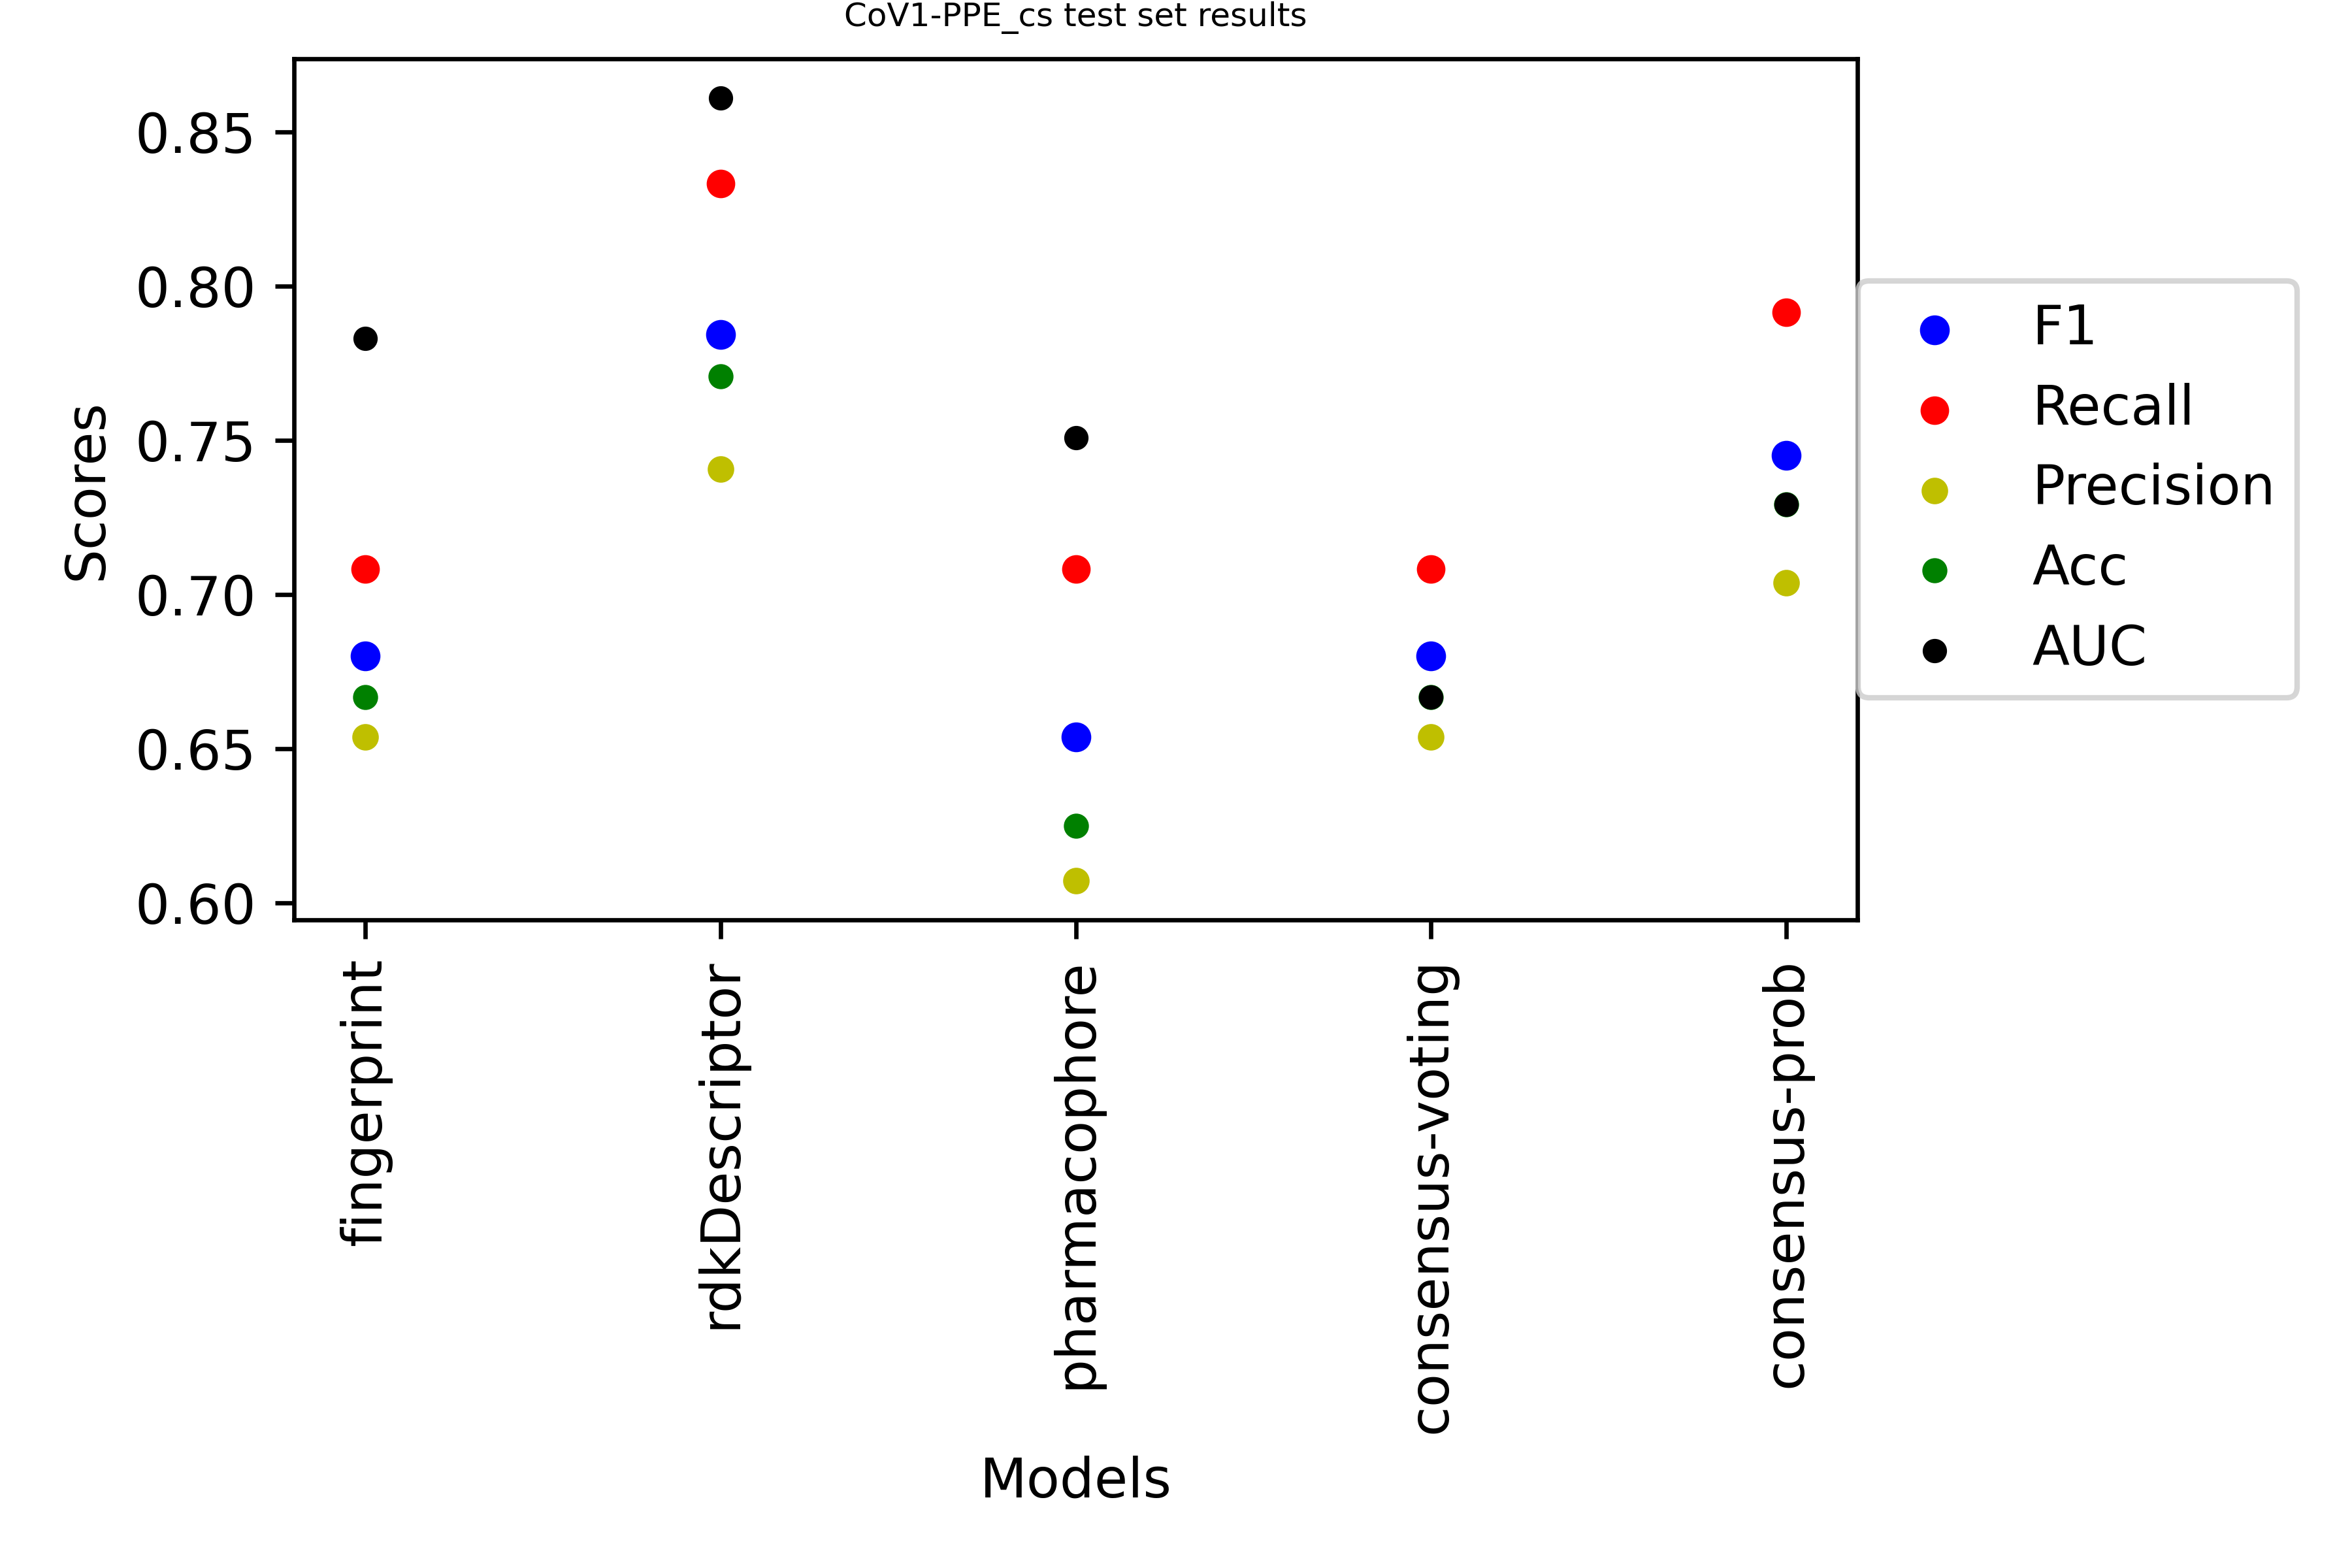 CoV1-PPE_cs test set results
Scores
0.85
0.80
0.75
0.70
0.65
0.60
F1
Recall
Precision
Acc
AUC
fingerprint
rdkDescriptor
pharmacophore
consensus-voting
consensus-prob
Models